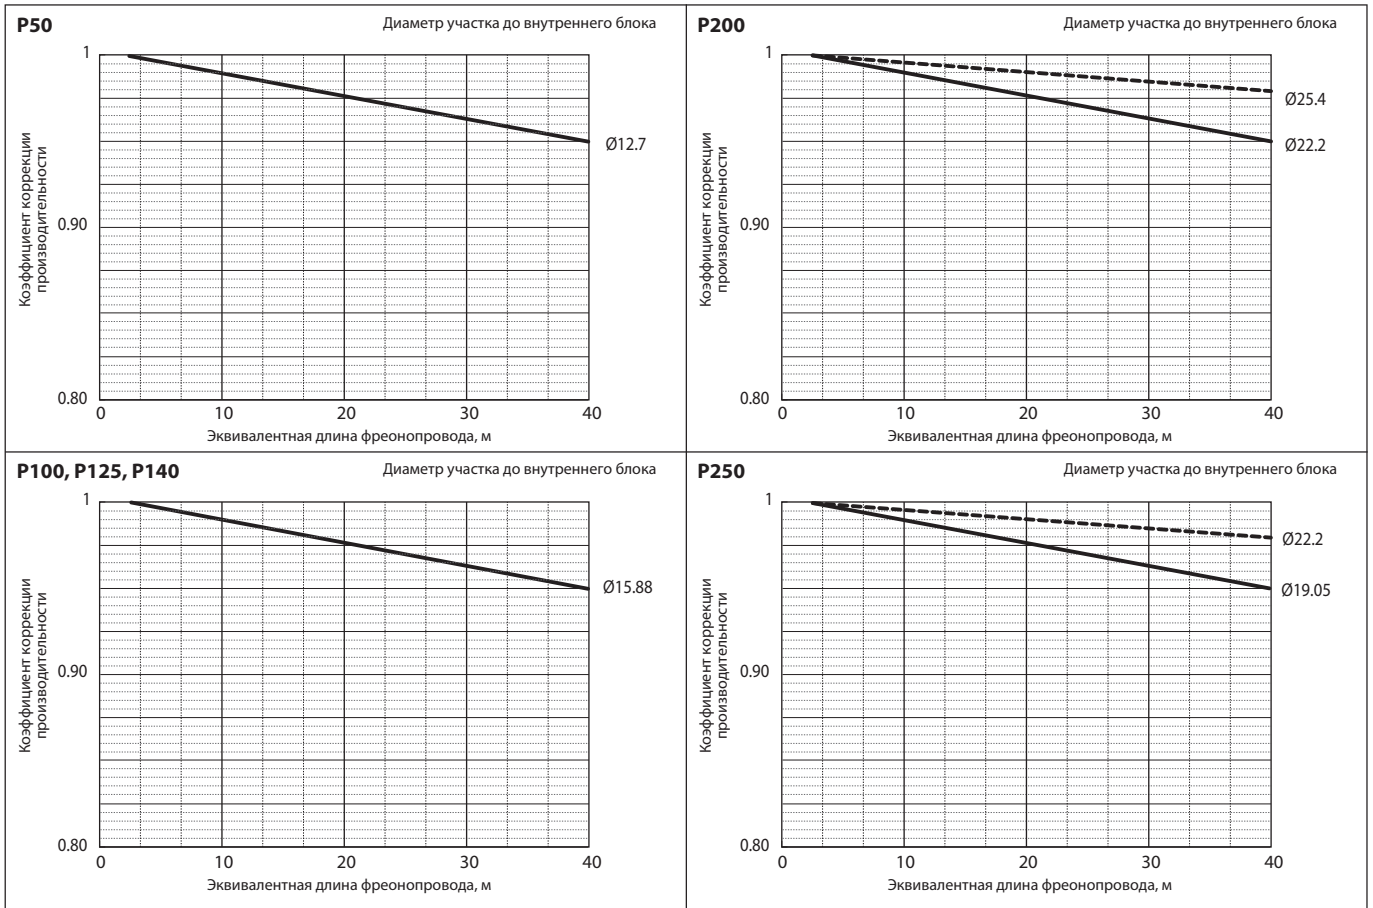 P50
Диаметр участка до внутреннего блока
Коэффициент коррекции
производительности
1
0.90
0.80
0
10
20
30
40
Ø12.7
Эквивалентная длина фреонопровода, м
P200
Диаметр участка до внутреннего блока
Коэффициент коррекции
производительности
1
0.90
0.80
0
10
20
30
40
Ø25.4
Ø22.2
Эквивалентная длина фреонопровода, м
P100, P125, P140
Диаметр участка до внутреннего блока
Коэффициент коррекции
производительности
1
0.90
0.80
0
10
20
30
40
Ø15.88
Эквивалентная длина фреонопровода, м
P250
Диаметр участка до внутреннего блока
Коэффициент коррекции
производительности
1
0.90
0.80
0
10
20
30
40
Ø22.2
Ø19.05
Эквивалентная длина фреонопровода, м